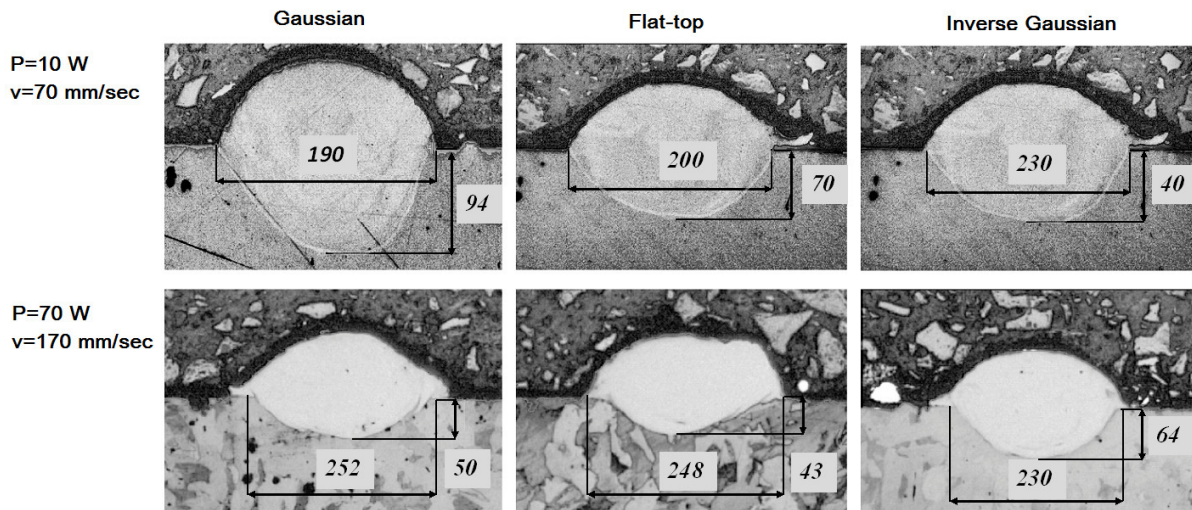 Gaussian
Flat-top
Inverse Gaussian
P=10 W
v=70 mm/sec
190
94
200
70
230
40
P=70 W
v=170 mm/sec
252
50
248
43
230
64